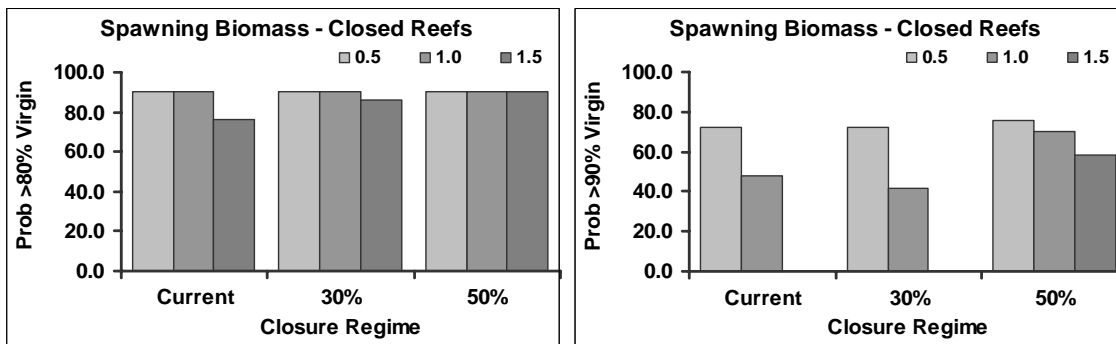 Spawning Biomass - Closed Reefs
0.5 1.0 1.5
Prob >80% Virgin
100.0
80.0
60.0
40.0
20.0
0.0
Current 30% 50%
Closure Regime
Spawning Biomass - Closed Reefs
0.5 1.0 1.5
Prob >90% Virgin
100.0
80.0
60.0
40.0
20.0
0.0
Current 30% 50%
Closure Regime